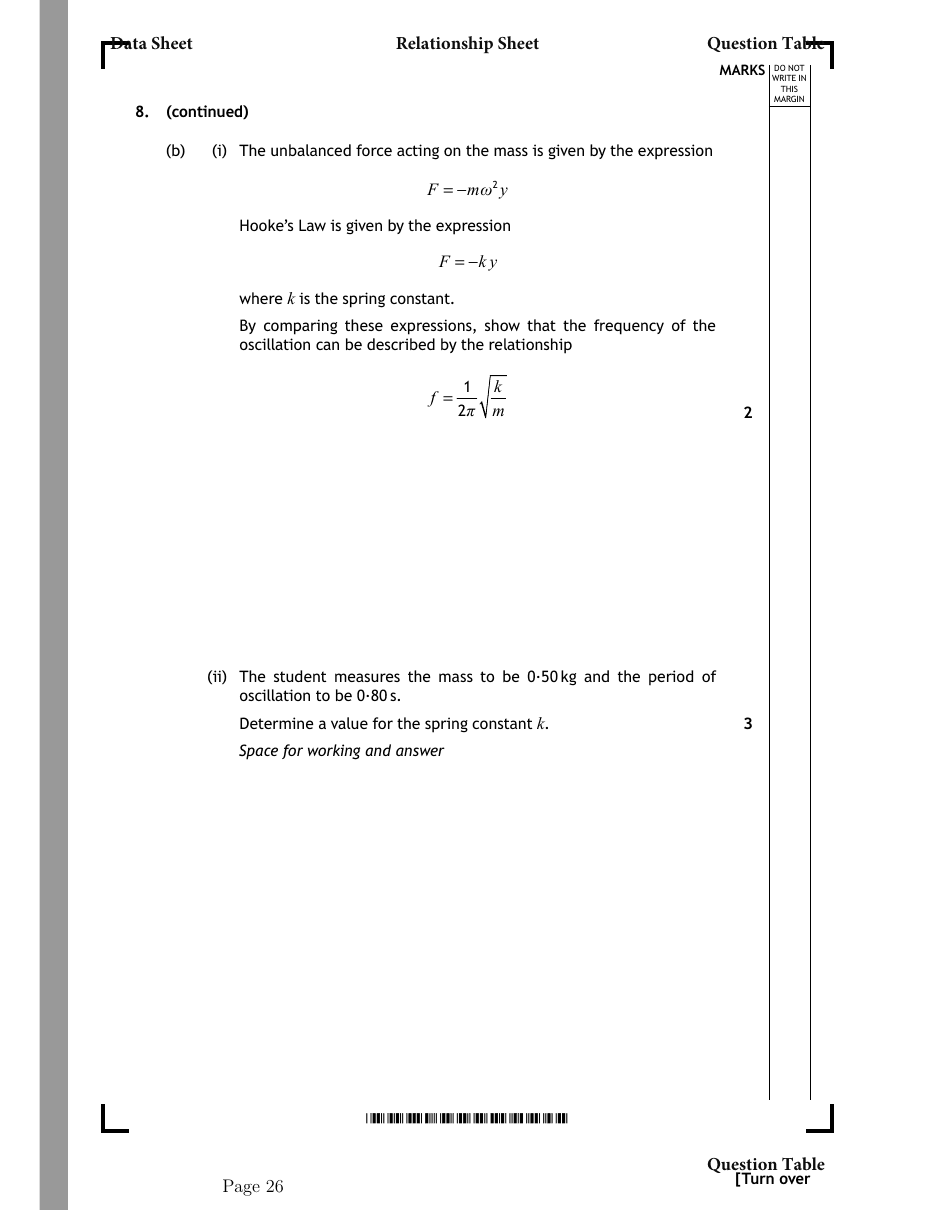 Data Sheet Relationship Sheet Question Table
MARKS DO NOT
WRITE IN
THIS
MARGIN
8. (continued)
(b) (i) The unbalanced force acting on the mass is given by the expression
F = −mω²y
Hooke’s Law is given by the expression
F = −k y
where k is the spring constant.
By comparing these expressions, show that the frequency of the
oscillation can be described by the relationship
f = 1/2π √k/m
2
(ii) The student measures the mass to be 0·50 kg and the period of
oscillation to be 0·80 s.
Determine a value for the spring constant k. 3
Space for working and answer
Question Table
[Turn over
Page 26